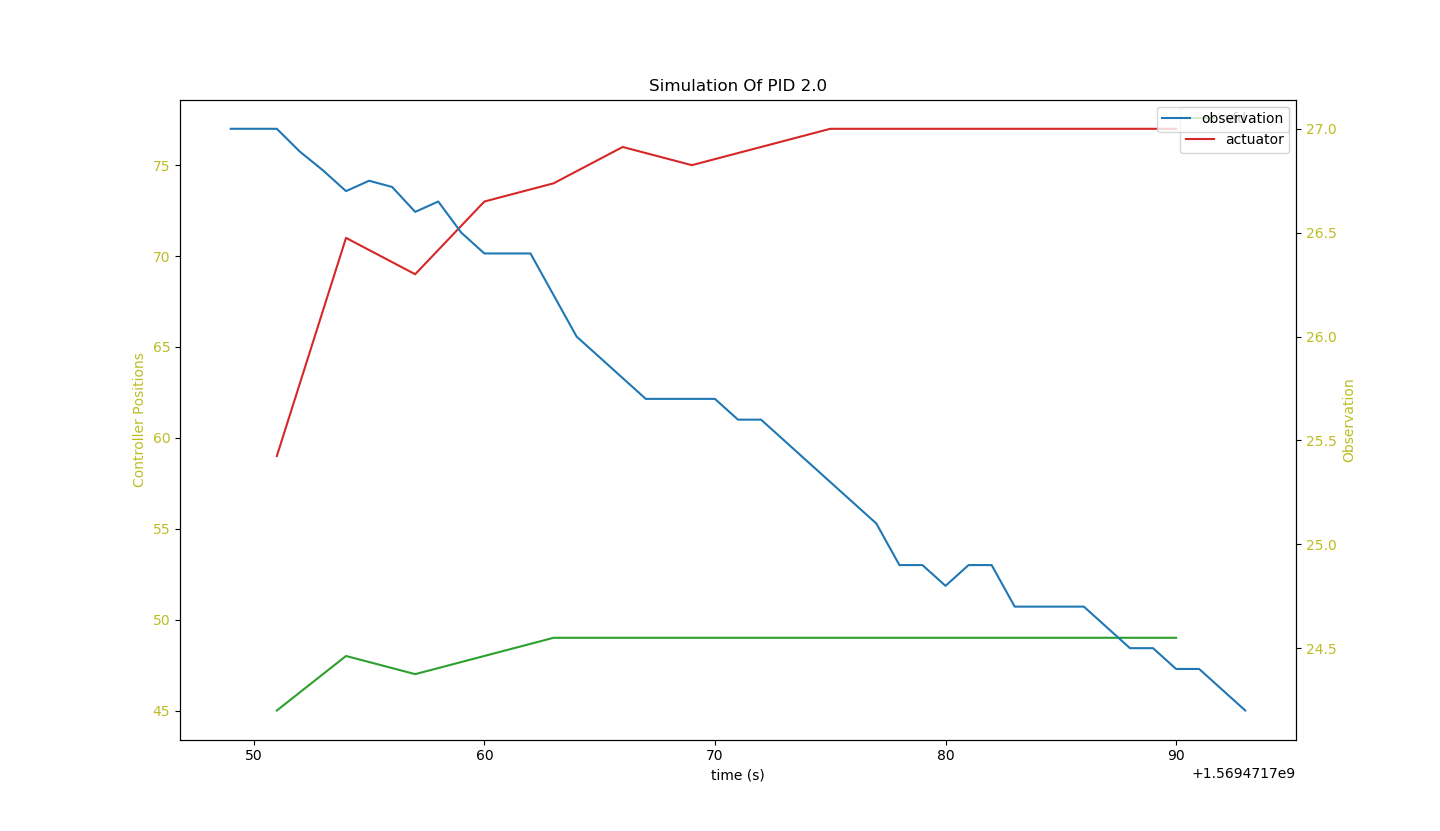 Simulation Of PID 2.0
observation
actuator
75
70
65
60
55
50
45
Controller Positions
27.0
26.5
26.0
25.5
25.0
24.5
Observation
50
60
70
80
90
time (s)
+1.5694717e9